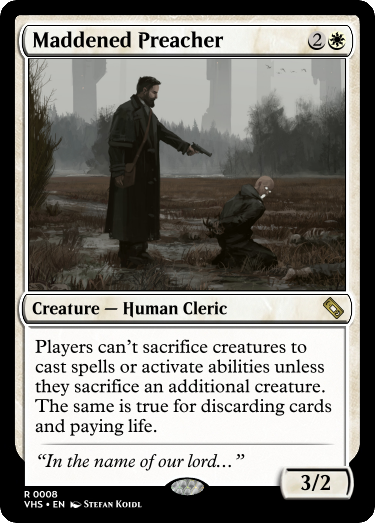 Maddened Preacher
2
Creature — Human Cleric
Players can’t sacrifice creatures to
cast spells or activate abilities unless
they sacrifice an additional creature.
The same is true for discarding cards
and paying life.
“In the name of our lord…”
3/2
R 0008
VHS • EN Stefan Koidl